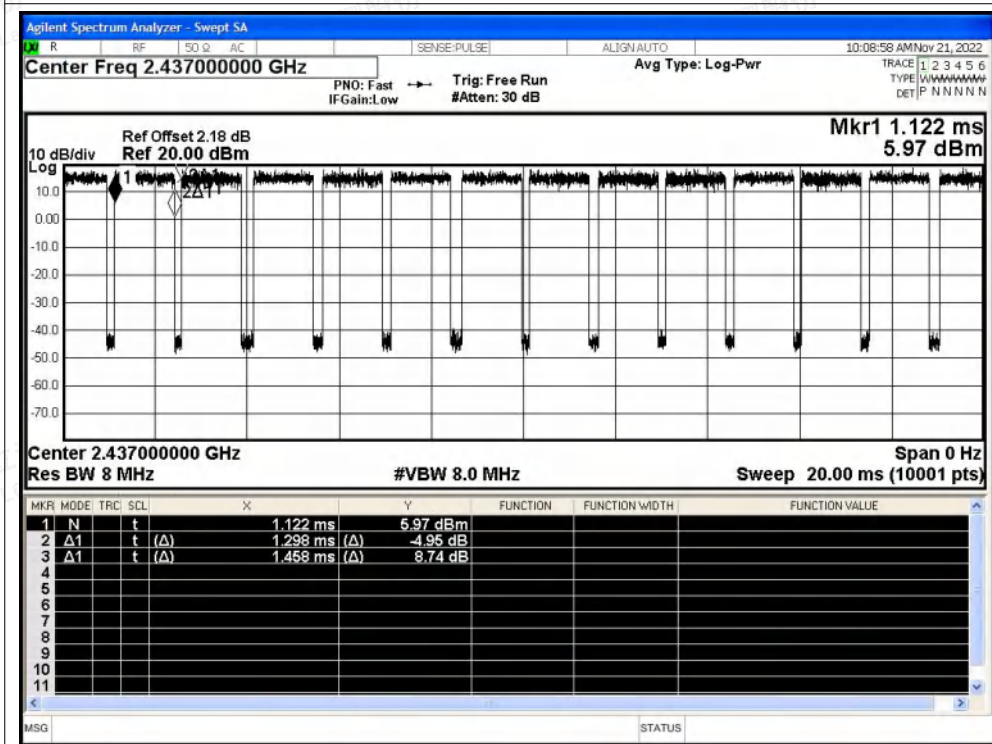 Agilent Spectrum Analyzer - Swept SA
LXI R RF 50 Ω AC SENSE:PULSE ALIGN AUTO 10:08:58 AM Nov 21, 2022
Center Freq 2.437000000 GHz
PNO: Fast
IFGain:Low
Trig: Free Run
#Atten: 30 dB
Avg Type: Log-Pwr
TRACE 1 2 3 4 5 6
TYPE WWWWWW
DET P N N N N N
Mkr1 1.122 ms
5.97 dBm
Ref Offset 2.18 dB
10 dB/div Ref 20.00 dBm
Log
10.0
0.00
-10.0
-20.0
-30.0
-40.0
-50.0
-60.0
-70.0
1
2Δ1
Center 2.437000000 GHz Span 0 Hz
Res BW 8 MHz #VBW 8.0 MHz Sweep 20.00 ms (10001 pts)
MKR MODE TRC SCL X Y FUNCTION FUNCTION WIDTH FUNCTION VALUE
1 N t 1.122 ms 5.97 dBm
2 Δ1 t (Δ) 1.298 ms (Δ) -4.95 dB
3 Δ1 t (Δ) 1.458 ms (Δ) 8.74 dB
4
5
6
7
8
9
10
11
MSG STATUS